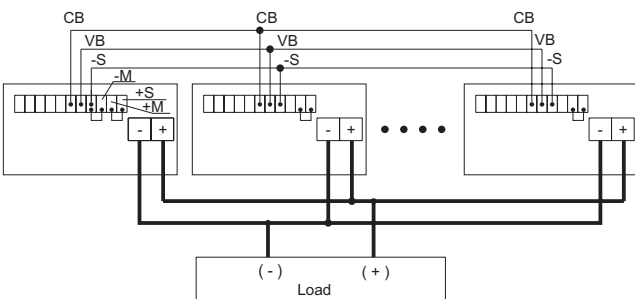 CB CB CB
VB VB VB
-S -S -S
-M
+S
+M
- + - + - +
(-) (+)
Load